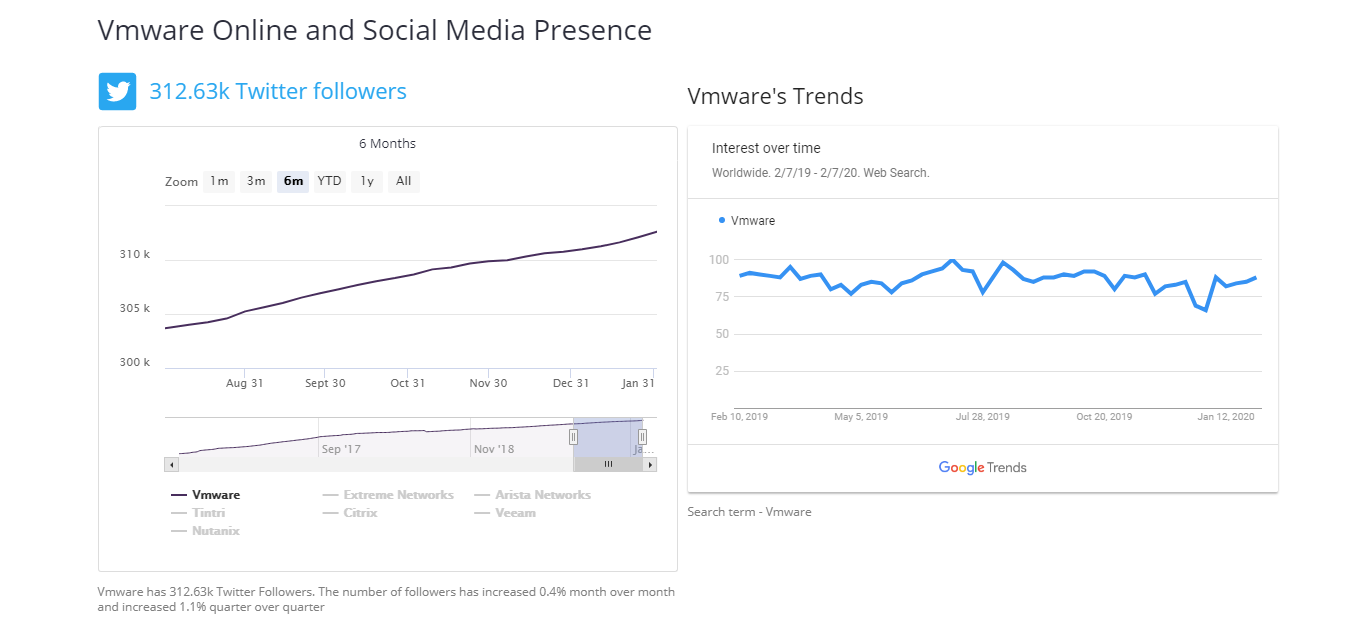 Vmware Online and Social Media Presence
312.63k Twitter followers
6 Months
Zoom 1m 3m 6m YTD 1y All
310 k
305 k
300 k
Aug 31 Sept 30 Oct 31 Nov 30 Dec 31 Jan 31
Sep '17 Nov '18 Ja...
Vmware Extreme Networks Arista Networks
Tintri Citrix Veeam
Nutanix
Vmware has 312.63k Twitter Followers. The number of followers has increased 0.4% month over month
and increased 1.1% quarter over quarter
Vmware's Trends
Interest over time
Worldwide. 2/7/19 - 2/7/20. Web Search.
Vmware
100
75
50
25
Feb 10, 2019 May 5, 2019 Jul 28, 2019 Oct 20, 2019 Jan 12, 2020
Google Trends
Search term - Vmware